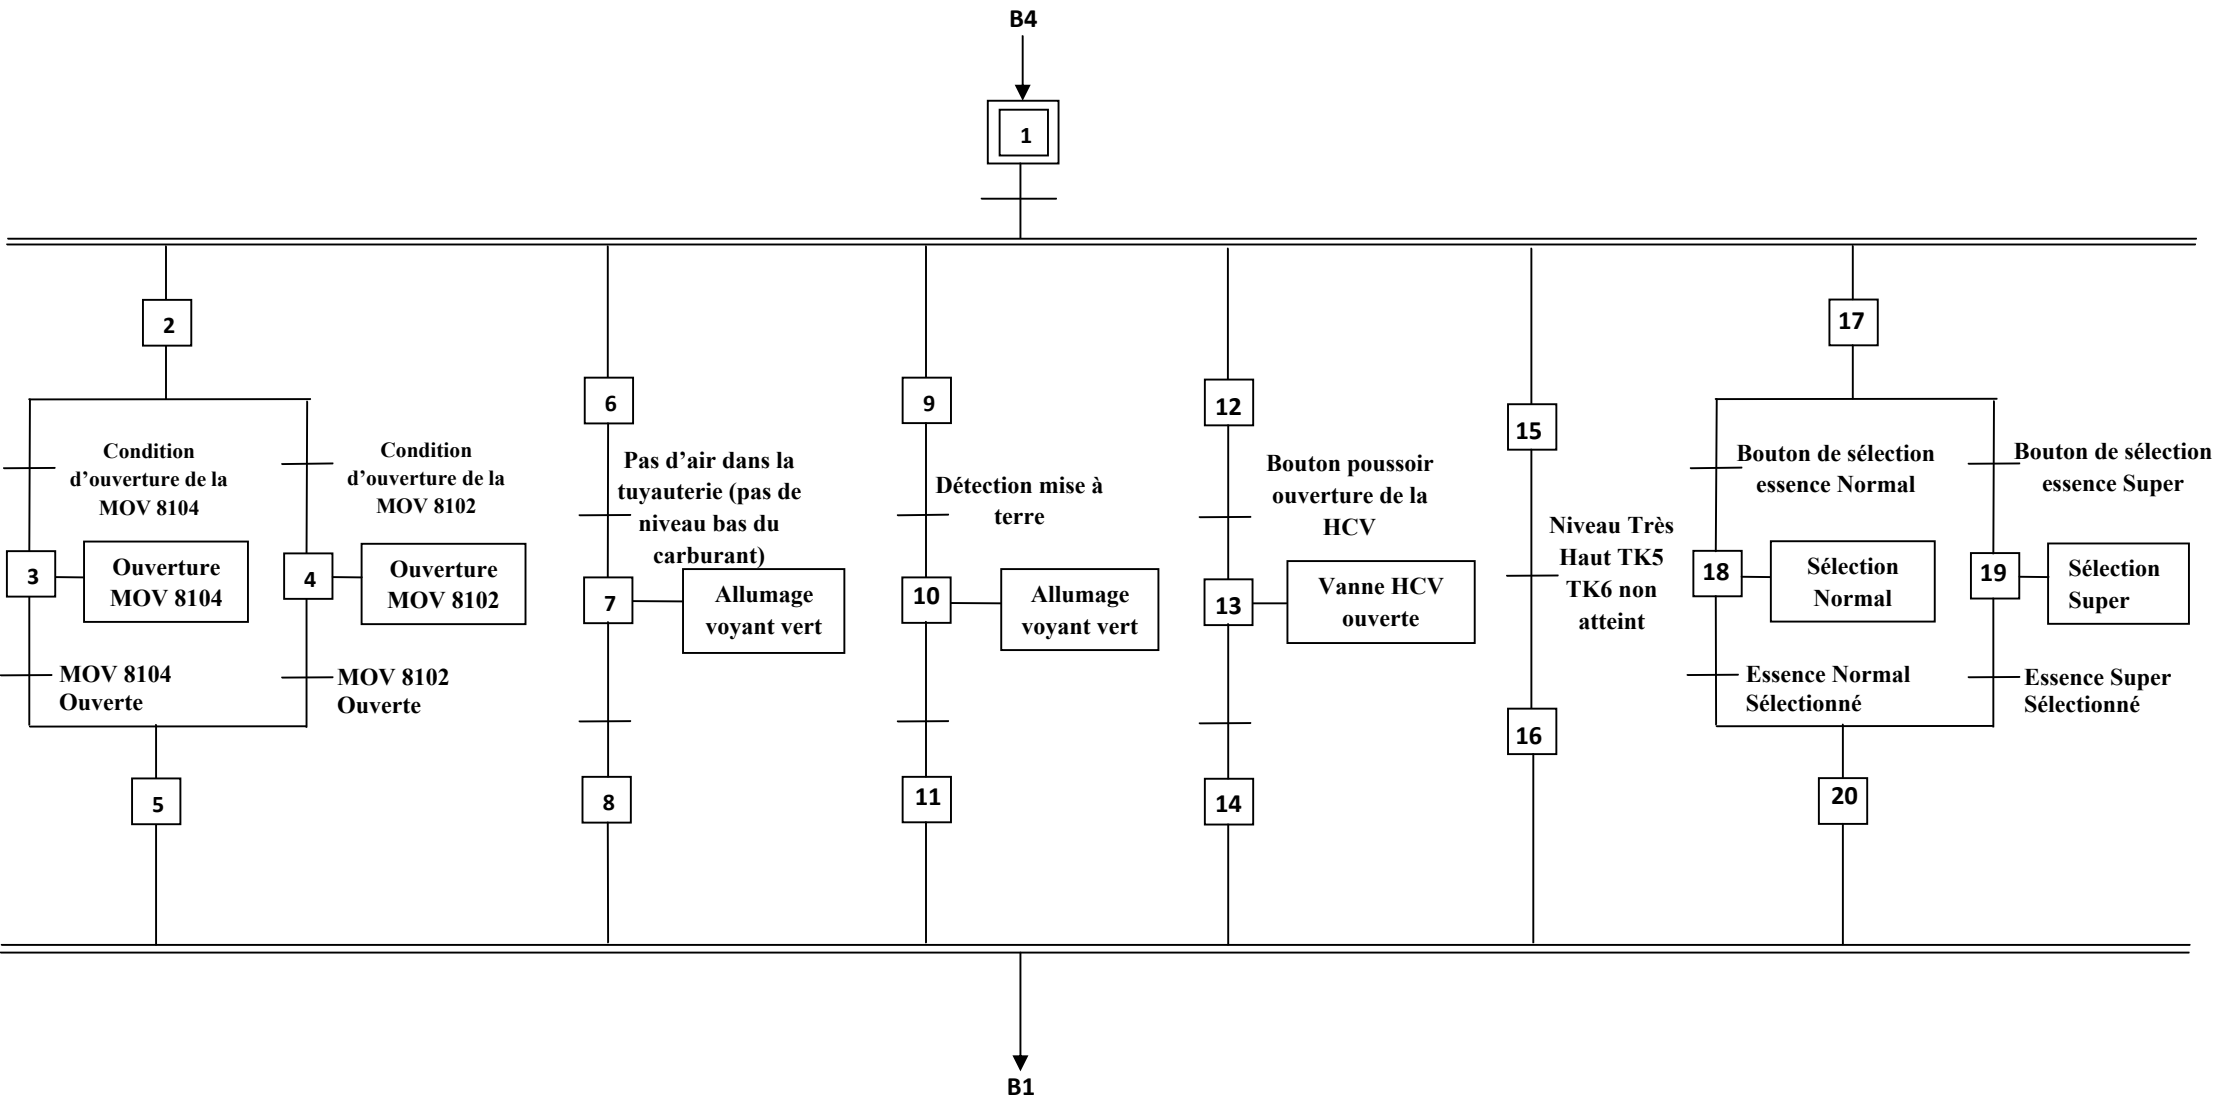 B4
1
2
Condition
d'ouverture de la
MOV 8104
Condition
d'ouverture de la
MOV 8102
3
Ouverture
MOV 8104
4
Ouverture
MOV 8102
MOV 8104
Ouverte
MOV 8102
Ouverte
5
6
Pas d'air dans la
tuyauterie (pas de
niveau bas du
carburant)
7
Allumage
voyant vert
8
9
Détection mise à
terre
10
Allumage
voyant vert
11
12
Bouton poussoir
ouverture de la
HCV
13
Vanne HCV
ouverte
14
15
Niveau Très
Haut TK5
TK6 non
atteint
16
17
Bouton de sélection
essence Normal
Bouton de sélection
essence Super
18
Sélection
Normal
19
Sélection
Super
Essence Normal
Sélectionné
Essence Super
Sélectionné
20
B1